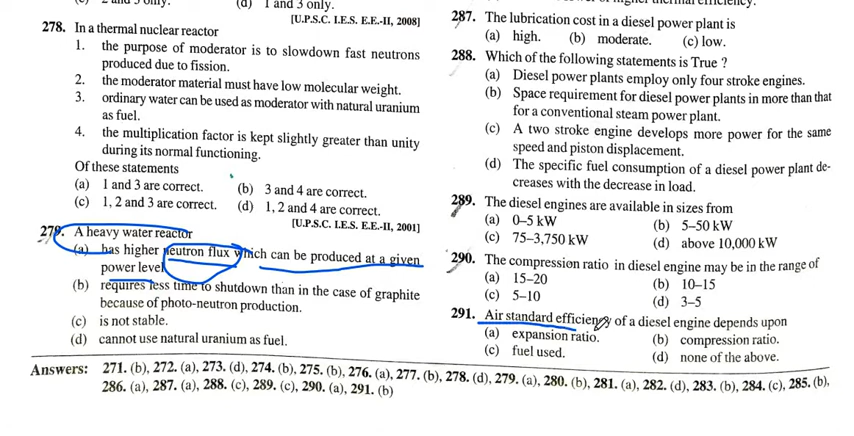 (d) 1 and 3 only.
[U.P.S.C. I.E.S. E.E.-II, 2008]
278. In a thermal nuclear reactor
1. the purpose of moderator is to slowdown fast neutrons
produced due to fission.
2. the moderator material must have low molecular weight.
3. ordinary water can be used as moderator with natural uranium
as fuel.
4. the multiplication factor is kept slightly greater than unity
during its normal functioning.
Of these statements
(a) 1 and 3 are correct. (b) 3 and 4 are correct.
(c) 1, 2 and 3 are correct. (d) 1, 2 and 4 are correct.
[U.P.S.C. I.E.S. E.E.-II, 2001]
279. A heavy water reactor
(a) has higher neutron flux which can be produced at a given
power level
(b) requires less time to shutdown than in the case of graphite
because of photo-neutron production.
(c) is not stable.
(d) cannot use natural uranium as fuel.
287. The lubrication cost in a diesel power plant is
(a) high. (b) moderate. (c) low.
288. Which of the following statements is True ?
(a) Diesel power plants employ only four stroke engines.
(b) Space requirement for diesel power plants in more than that
for a conventional steam power plant.
(c) A two stroke engine develops more power for the same
speed and piston displacement.
(d) The specific fuel consumption of a diesel power plant de-
creases with the decrease in load.
289. The diesel engines are available in sizes from
(a) 0–5 kW (b) 5–50 kW
(c) 75–3,750 kW (d) above 10,000 kW
290. The compression ratio in diesel engine may be in the range of
(a) 15–20 (b) 10–15
(c) 5–10 (d) 3–5
291. Air standard efficiency of a diesel engine depends upon
(a) expansion ratio. (b) compression ratio.
(c) fuel used. (d) none of the above.
Answers: 271. (b), 272. (a), 273. (d), 274. (b), 275. (b), 276. (a), 277. (b), 278. (d), 279. (a), 280. (b), 281. (a), 282. (d), 283. (b), 284. (c), 285. (b),
286. (a), 287. (a), 288. (c), 289. (c), 290. (a), 291. (b)